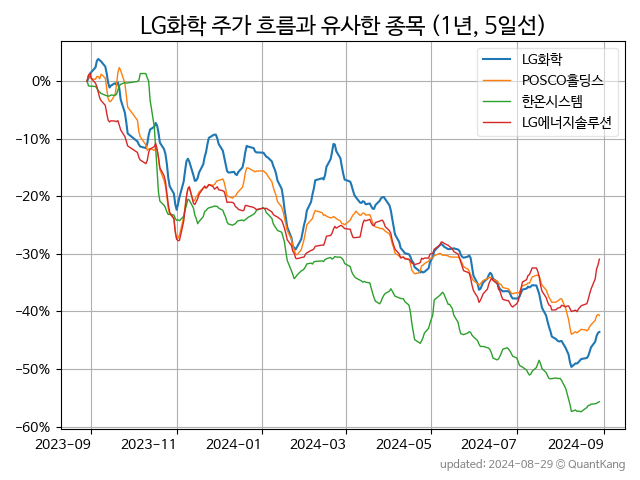 LG화학 주가 흐름과 유사한 종목 (1년, 5일선)
LG화학
POSCO홀딩스
한온시스템
LG에너지솔루션
0%
−10%
−20%
−30%
−40%
−50%
−60%
2023-09 2023-11 2024-01 2024-03 2024-05 2024-07 2024-09
updated: 2024-08-29 © QuantKang